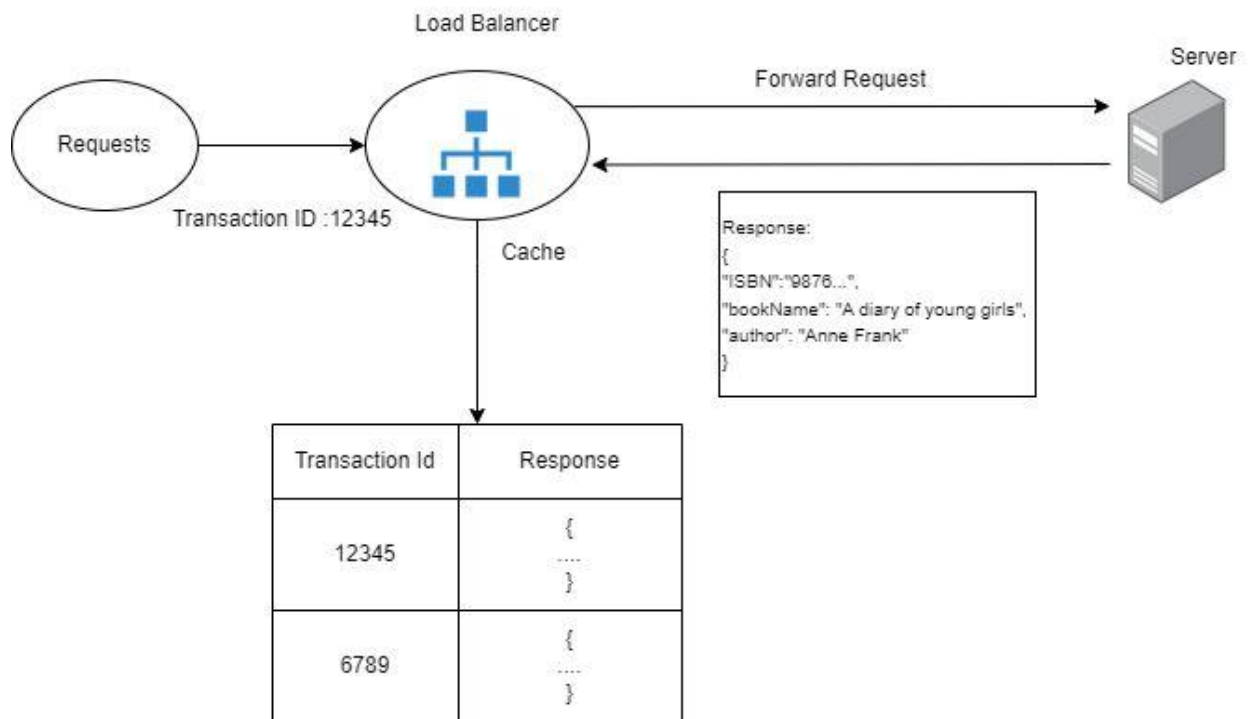 Load Balancer
Server
Forward Request
Requests
Transaction ID :12345
Cache
Response:
{
"ISBN":"9876...",
"bookName": "A diary of young girls",
"author": "Anne Frank"
}
Transaction Id
Response
12345
{
....
}
6789
{
....
}